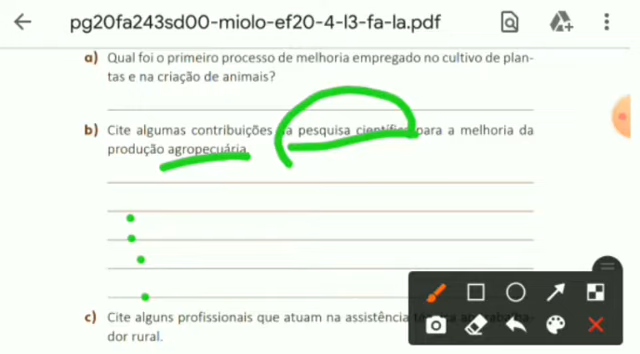 pg20fa243sd00-miolo-ef20-4-l3-fa-la.pdf
a) Qual foi o primeiro processo de melhoria empregado no cultivo de plan-
tas e na criação de animais?
b) Cite algumas contribuições da pesquisa científica para a melhoria da
produção agropecuária.
c) Cite alguns profissionais que atuam na assistência
dor rural.